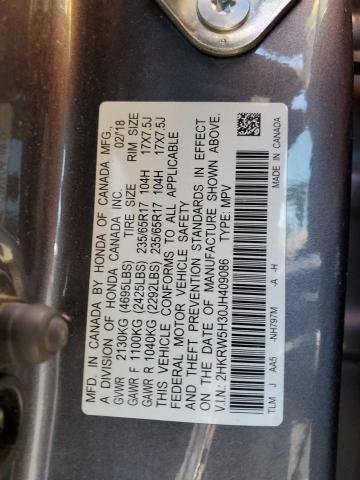 MFD. IN CANADA BY HONDA OF CANADA MFG.,
A DIVISION OF HONDA CANADA INC. 02/18
GVWR 2130KG (4695LBS) TIRE SIZE RIM SIZE
GAWR F 1100KG (2425LBS) 235/65R17 104H 17X7.5J
GAWR R 1040KG (2292LBS) 235/65R17 104H 17X7.5J
THIS VEHICLE CONFORMS TO ALL APPLICABLE
FEDERAL MOTOR VEHICLE SAFETY
AND THEFT PREVENTION STANDARDS IN EFFECT
ON THE DATE OF MANUFACTURE SHOWN ABOVE.
V.I.N.: 2HKRW5H30JH409086 TYPE: MPV
TLM J AA5 -NH797M -A -H MADE IN CANADA